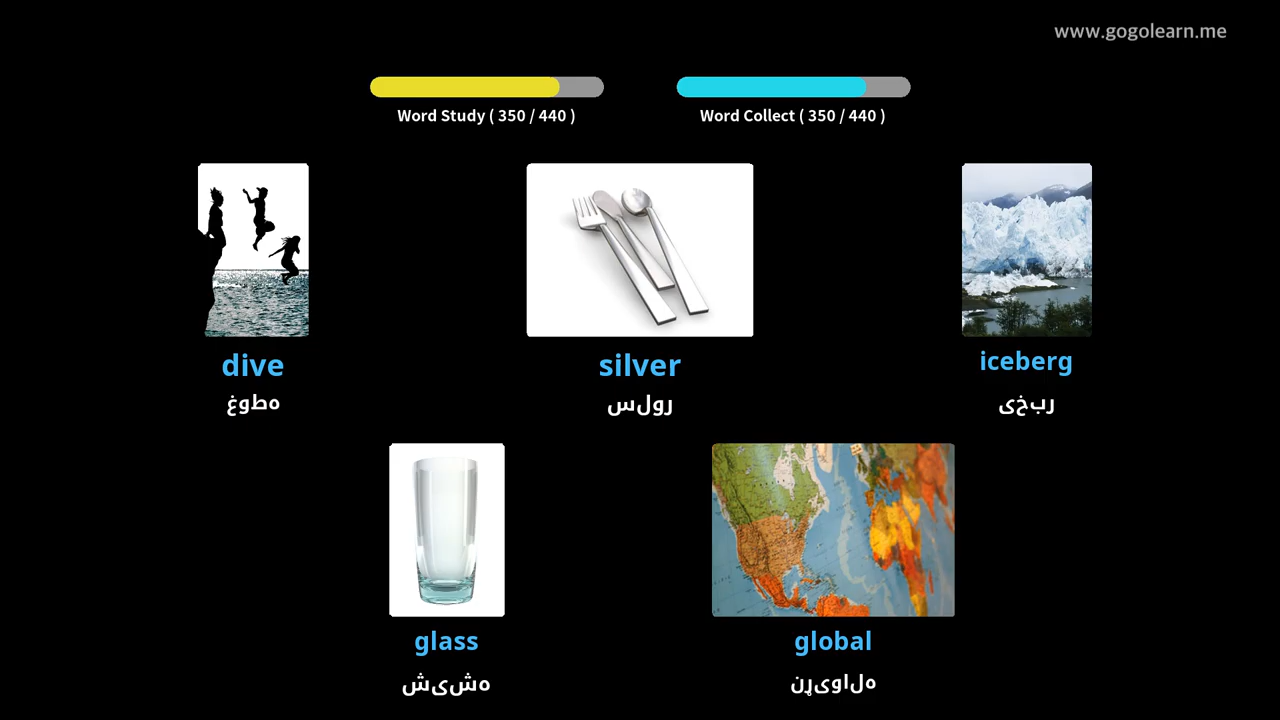 www.gogolearn.me
Word Study ( 350 / 440 )
Word Collect ( 350 / 440 )
dive
هطوغ
silver
رولس
iceberg
ربخی
glass
هشیش
global
هلاویړن